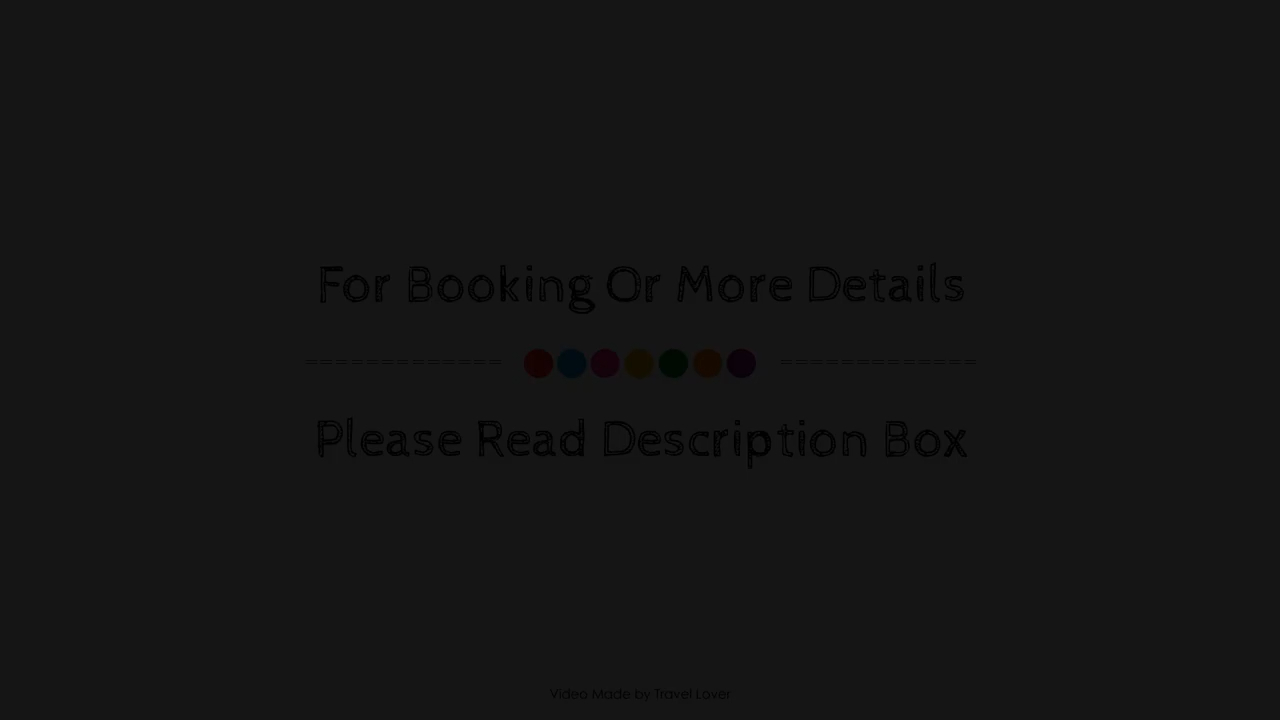 For Booking Or More Details
============= =============
Please Read Description Box
Video Made by Travel Lover